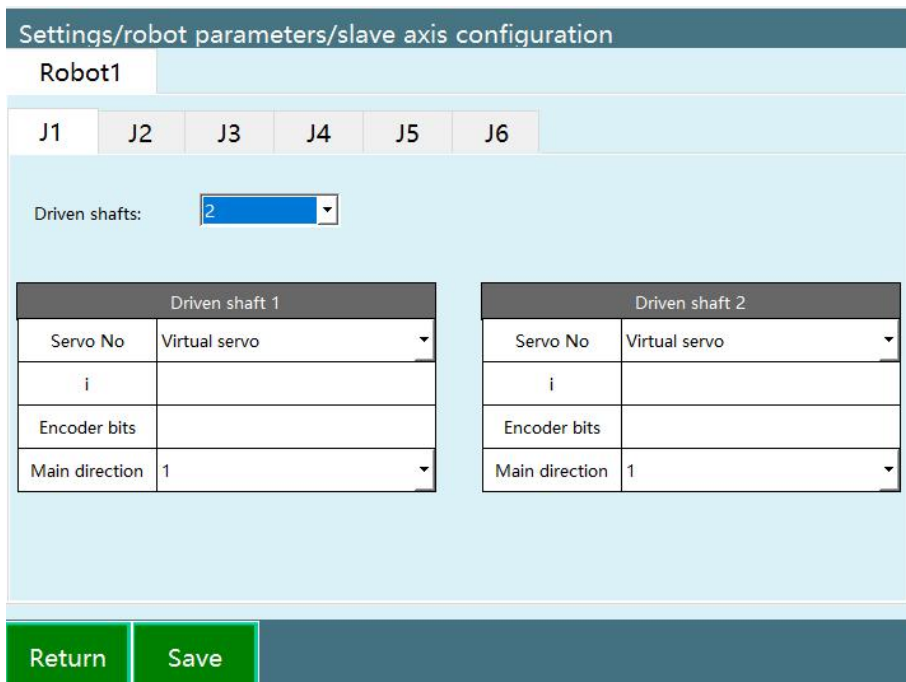 Settings/robot parameters/slave axis configuration
Robot1
J1 J2 J3 J4 J5 J6
Driven shafts: 2
Driven shaft 1
Servo No Virtual servo
i
Encoder bits
Main direction 1
Driven shaft 2
Servo No Virtual servo
i
Encoder bits
Main direction 1
Return Save